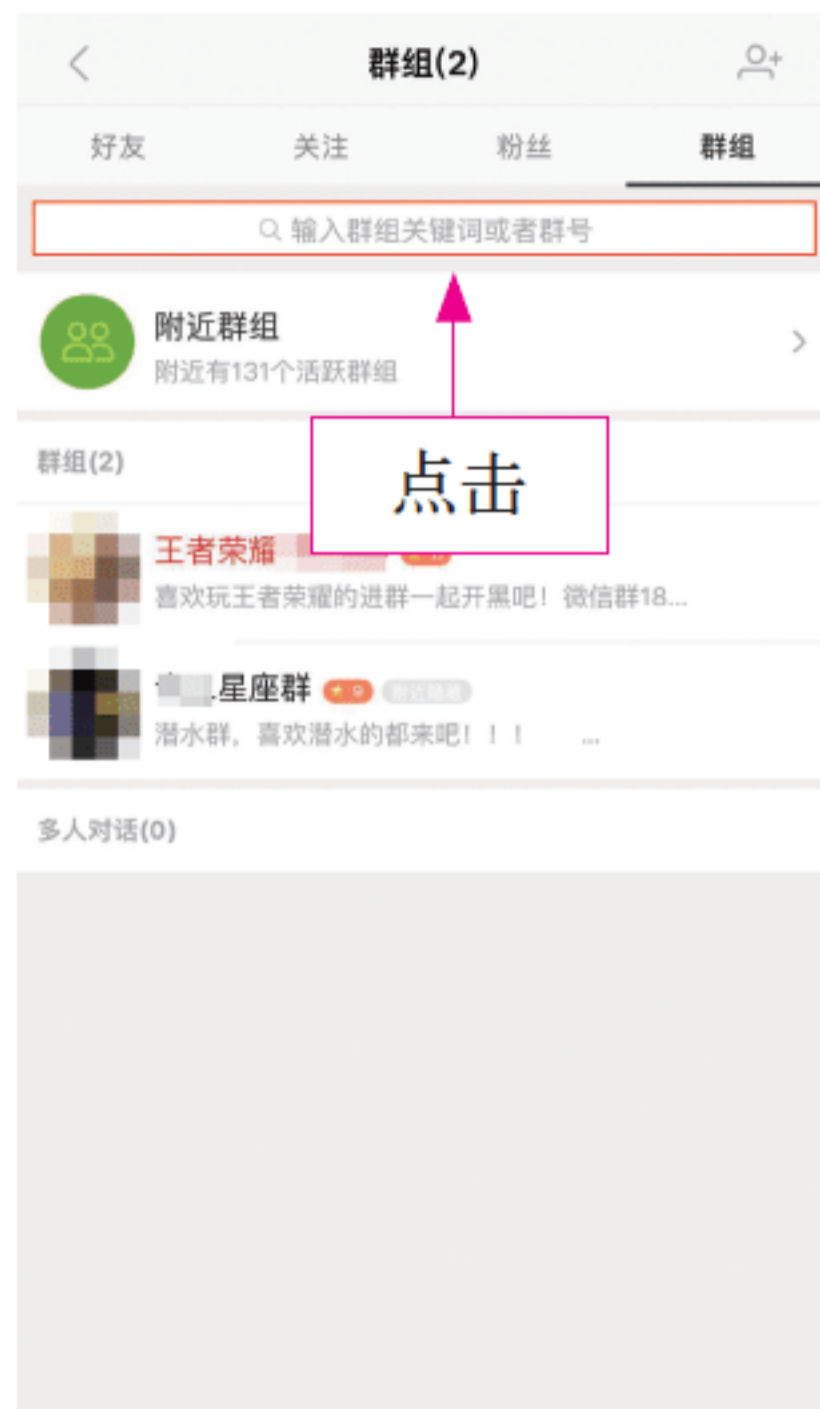 群组(2)
好友 关注 粉丝 群组
输入群组关键词或者群号
附近群组
附近有131个活跃群组
点击
群组(2)
王者荣耀
喜欢玩王者荣耀的进群一起开黑吧！微信群18...
星座群 9
潜水群，喜欢潜水的都来吧！！！ ...
多人对话(0)